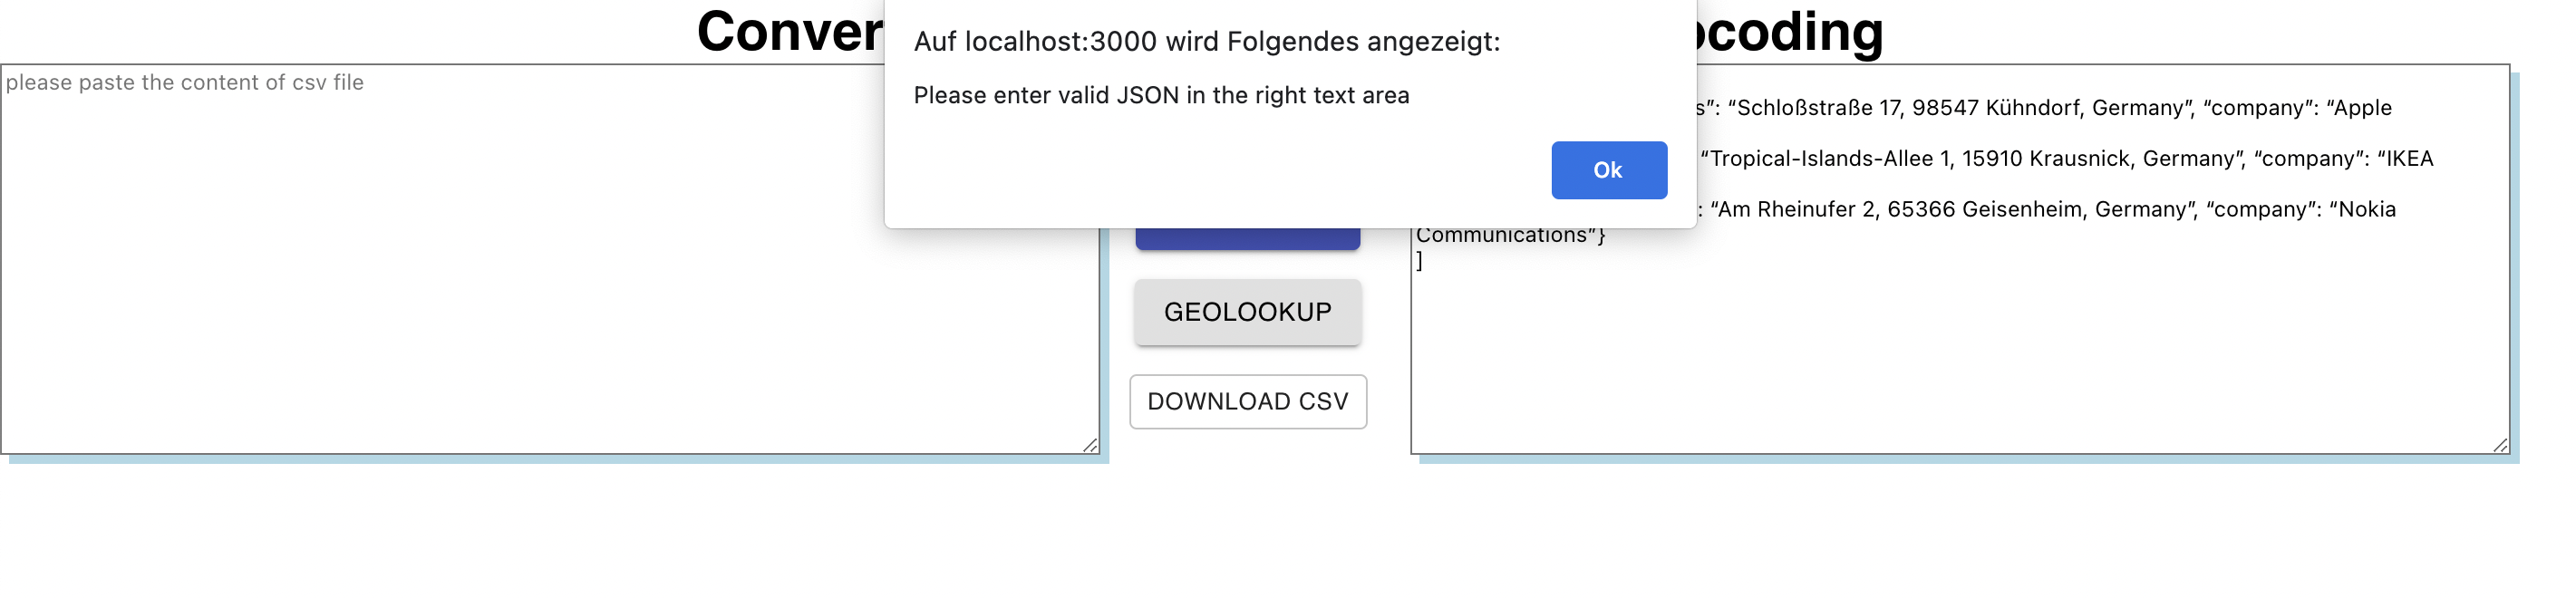 Conver
Auf localhost:3000 wird Folgendes angezeigt:
Please enter valid JSON in the right text area
Ok
ocoding
please paste the content of csv file
s”: “Schloßstraße 17, 98547 Kühndorf, Germany”, “company”: “Apple
“Tropical-Islands-Allee 1, 15910 Krausnick, Germany”, “company”: “IKEA
: “Am Rheinufer 2, 65366 Geisenheim, Germany”, “company”: “Nokia
Communications”}
]
GEOLOOKUP
DOWNLOAD CSV